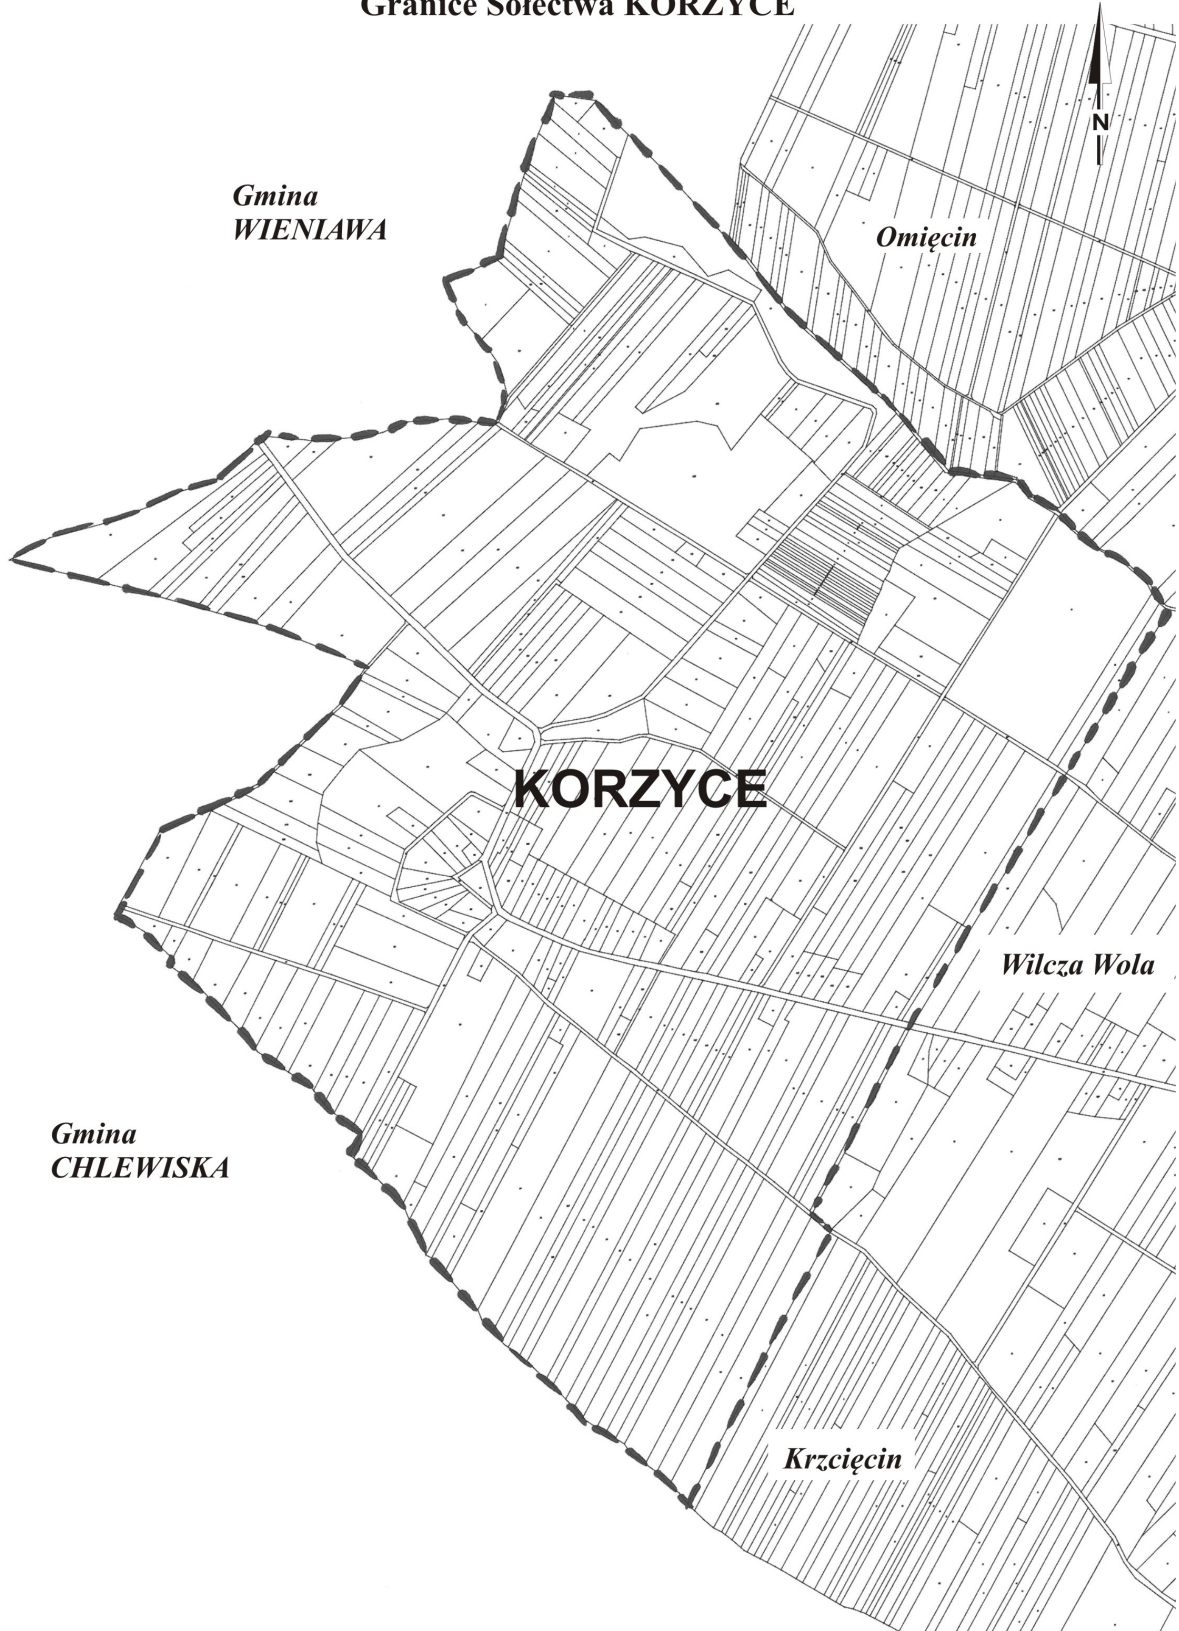 Granice Sołectwa KORZYCE
N
Gmina
WIENIAWA
Omięcin
KORZYCE
Wilcza Wola
Gmina
CHLEWISKA
Krzcięcin